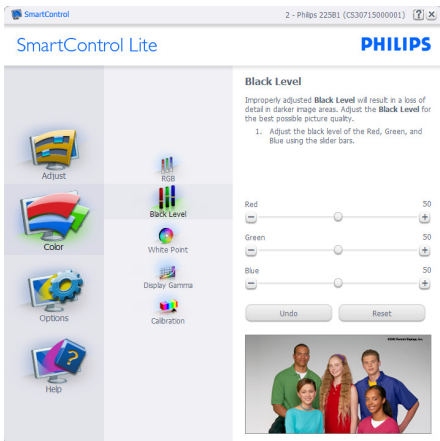 SmartControl
2 - Philips 225B1 (CS30715000001)
SmartControl Lite
PHILIPS
Adjust
Color
Options
Help
RGB
Black Level
White Point
Display Gamma
Calibration
Black Level
Improperly adjusted Black Level will result in a loss of
detail in darker image areas. Adjust the Black Level for
the best possible picture quality.
1. Adjust the black level of the Red, Green, and
Blue using the slider bars.
Red 50
Green 50
Blue 50
Undo Reset